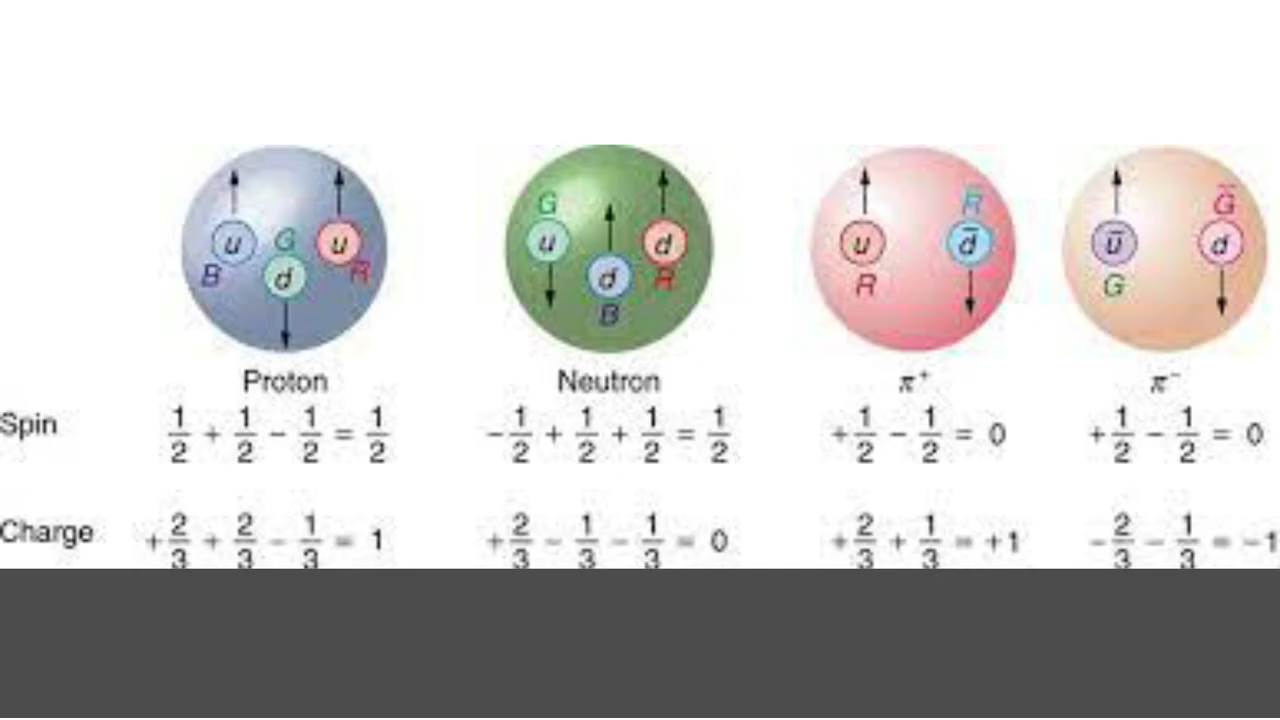 B u G d u R
G u d B d R
u R R d̅
u̅ G G̅ d
Proton Neutron π⁺ π⁻
Spin 1/2 + 1/2 − 1/2 = 1/2 −1/2 + 1/2 + 1/2 = 1/2 +1/2 − 1/2 = 0 +1/2 − 1/2 = 0
Charge +2/3 + 2/3 − 1/3 = 1 +2/3 − 1/3 − 1/3 = 0 +2/3 + 1/3 = +1 −2/3 − 1/3 = −1